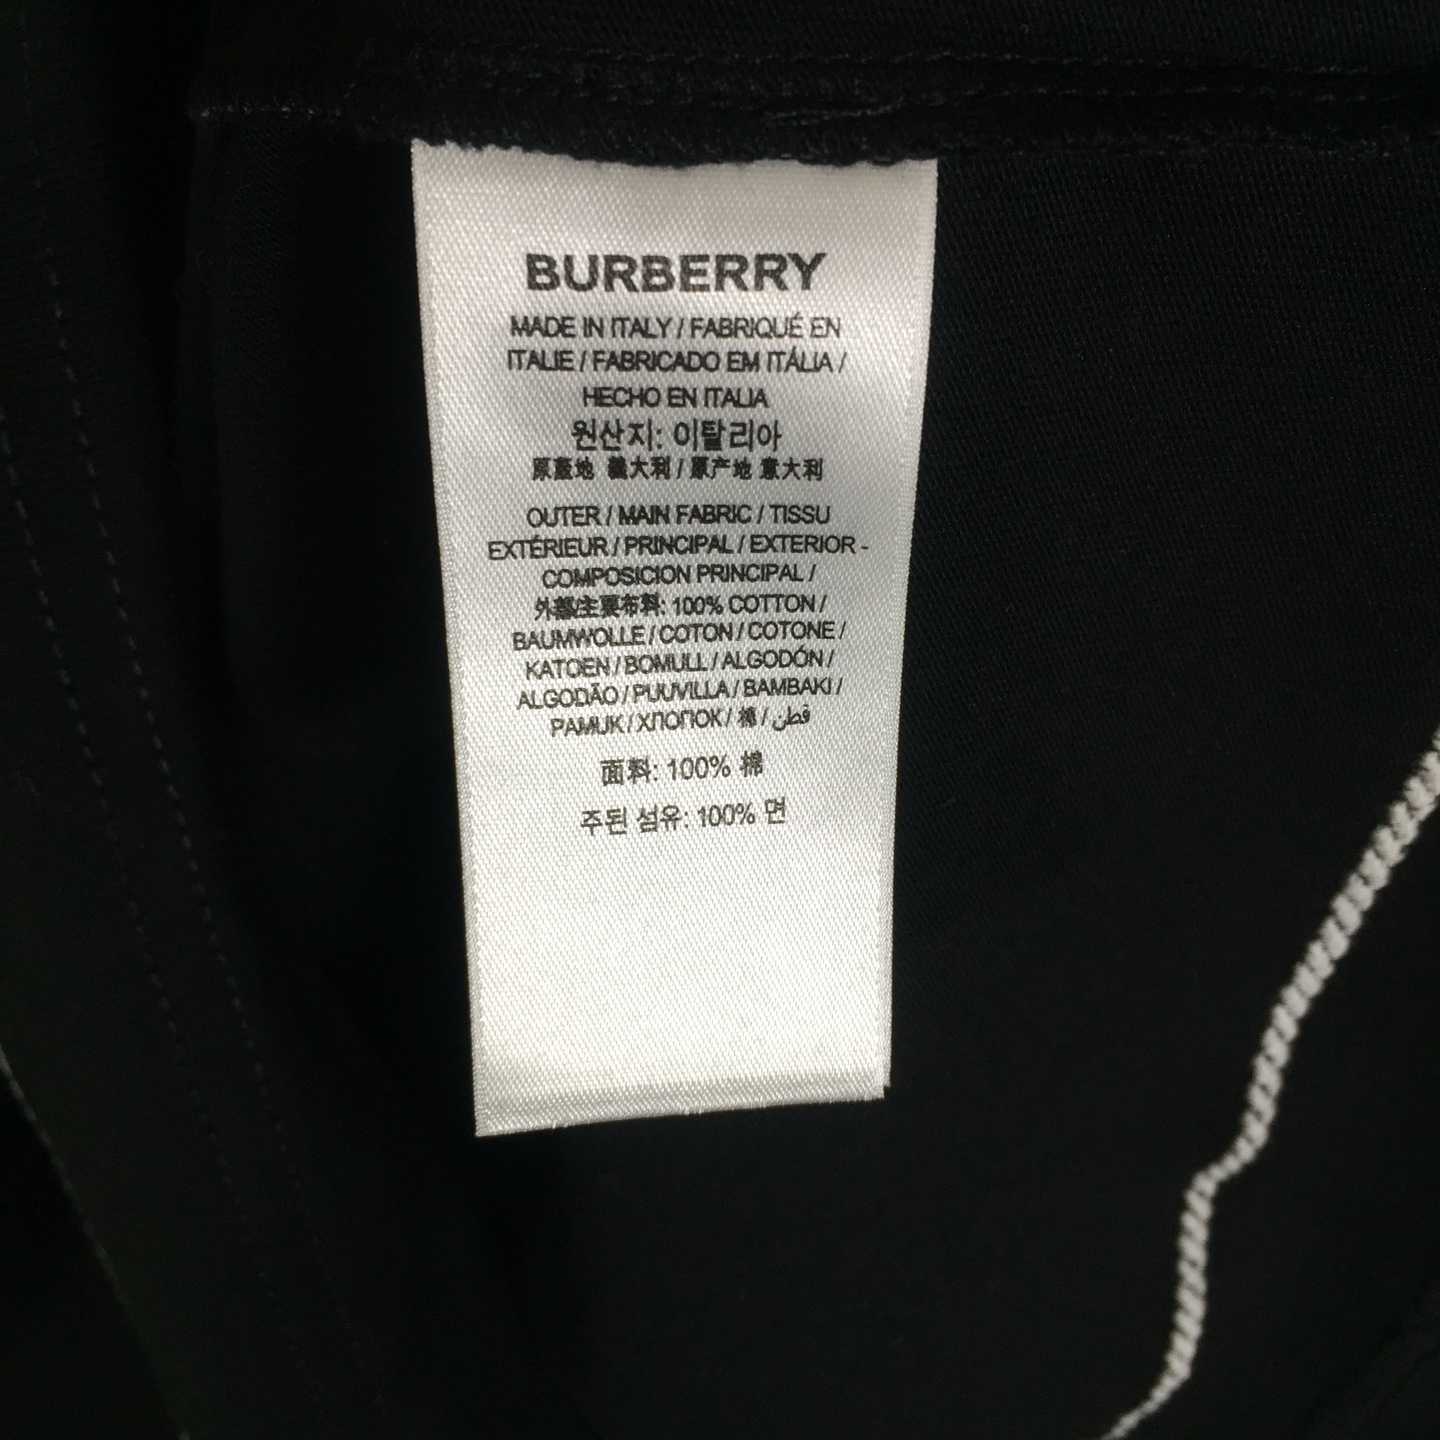 BURBERRY
MADE IN ITALY / FABRIQUÉ EN
ITALIE / FABRICADO EM ITÁLIA /
HECHO EN ITALIA
원산지: 이탈리아
原產地 義大利 / 原产地 意大利
OUTER / MAIN FABRIC / TISSU
EXTÉRIEUR / PRINCIPAL / EXTERIOR -
COMPOSICION PRINCIPAL /
外部/主要布料: 100% COTTON /
BAUMWOLLE / COTON / COTONE /
KATOEN / BOMULL / ALGODÓN /
ALGODÃO / PUUVILLA / BAMBAKI /
PAMUK / ХЛОПОК / 棉 / قطن
面料: 100% 棉
주된 섬유: 100% 면